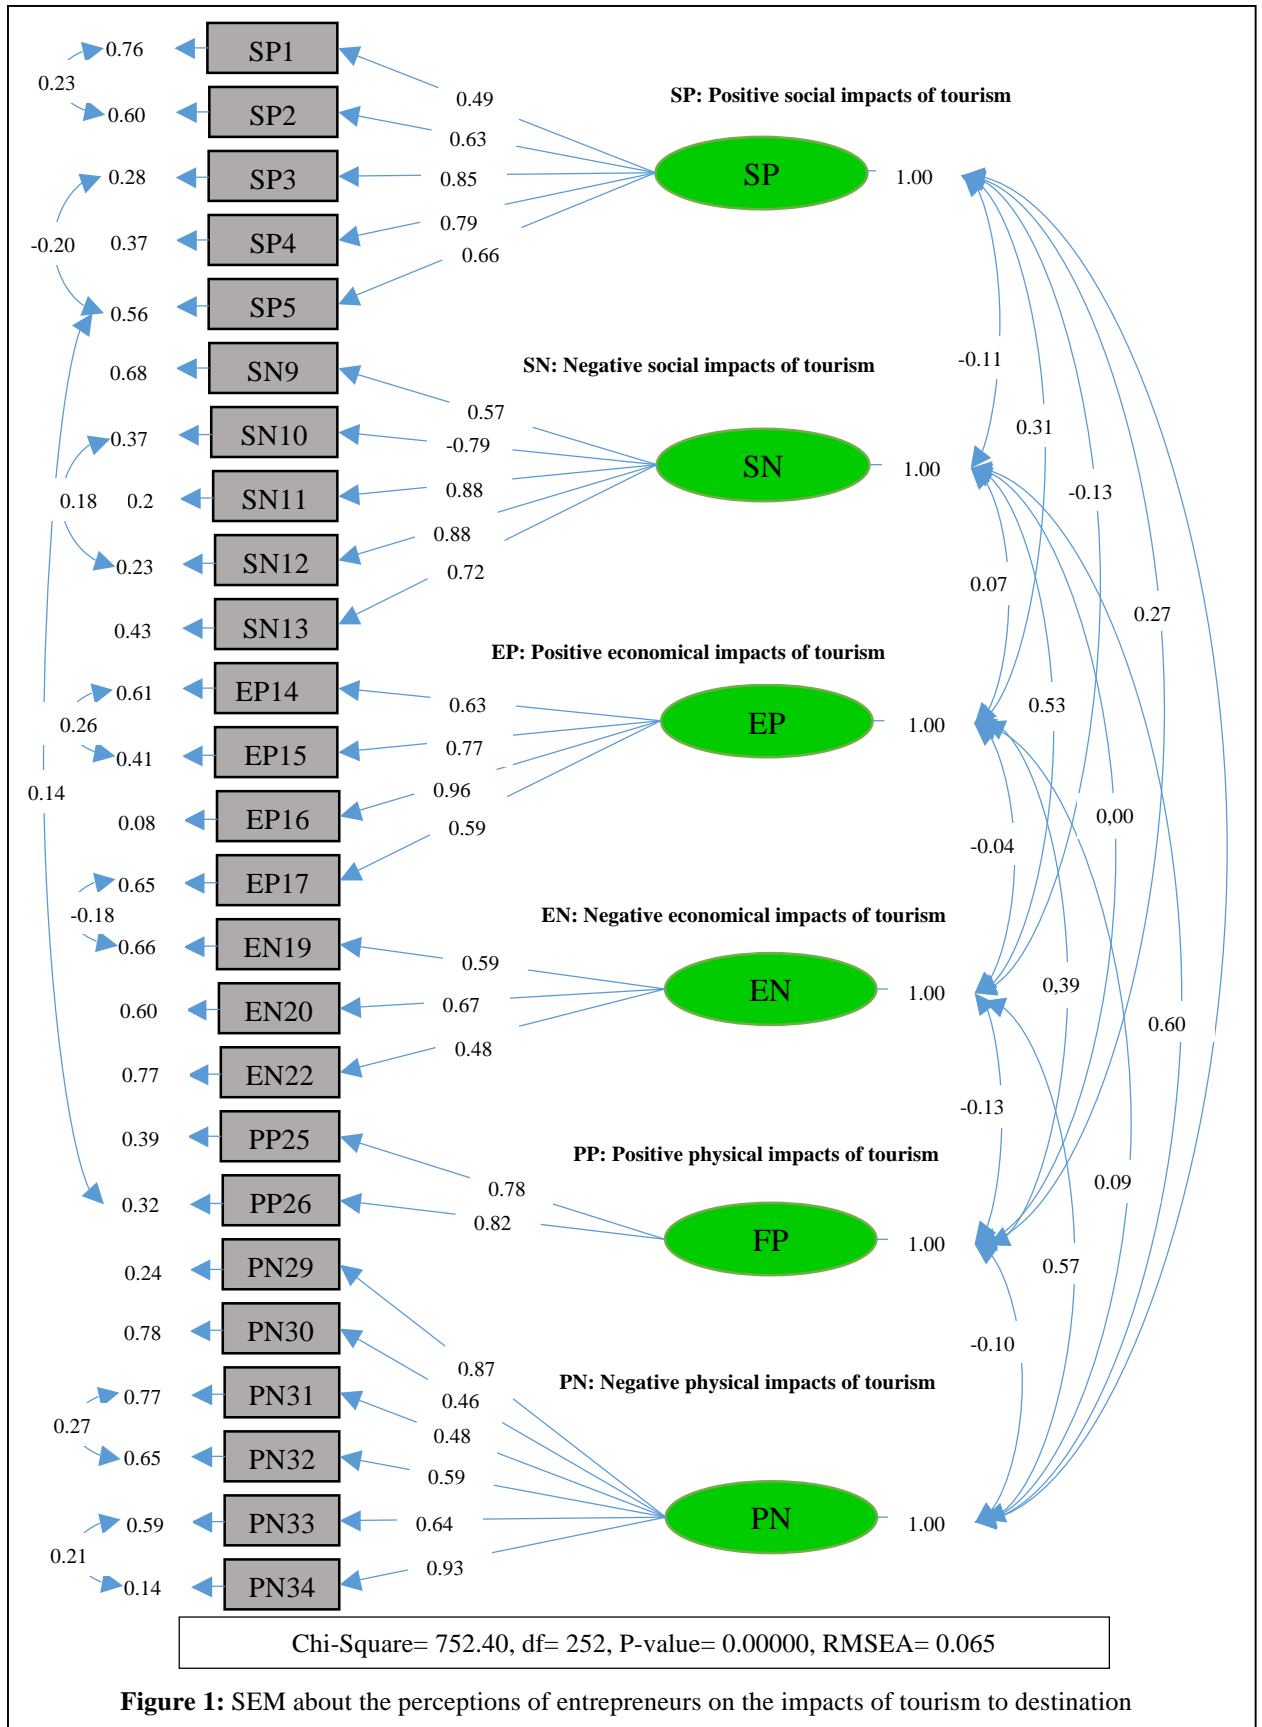 0.76 SP1
0.23
0.49
SP: Positive social impacts of tourism
0.60 SP2
0.63
0.28 SP3
0.85
SP
1.00
0.79
-0.20
0.37 SP4
0.66
0.56 SP5
0.68 SN9
SN: Negative social impacts of tourism
-0.11
0.57
0.31
0.37 SN10
-0.79
SN
1.00
0.88
-0.13
0.18
0.2 SN11
0.88
0.23 SN12
0.72
0.07
0.27
0.43 SN13
EP: Positive economical impacts of tourism
0.61 EP14
0.63
0.53
0.26
EP
1.00
0.77
0.41 EP15
0.14
0.96
0.08 EP16
0,00
0.59
-0.04
0.65 EP17
-0.18
EN: Negative economical impacts of tourism
0.66 EN19
0.59
EN
1.00
0,39
0.67
0.60 EN20
0.60
0.48
0.77 EN22
-0.13
0.39 PP25
PP: Positive physical impacts of tourism
0.78
0.09
0.32 PP26
0.82
FP
1.00
0.24 PN29
0.57
0.78 PN30
-0.10
0.87
PN: Negative physical impacts of tourism
0.77 PN31
0.46
0.27
0.48
0.65 PN32
0.59
0.59 PN33
0.64
PN
1.00
0.21
0.93
0.14 PN34
Chi-Square= 752.40, df= 252, P-value= 0.00000, RMSEA= 0.065
Figure 1: SEM about the perceptions of entrepreneurs on the impacts of tourism to destination